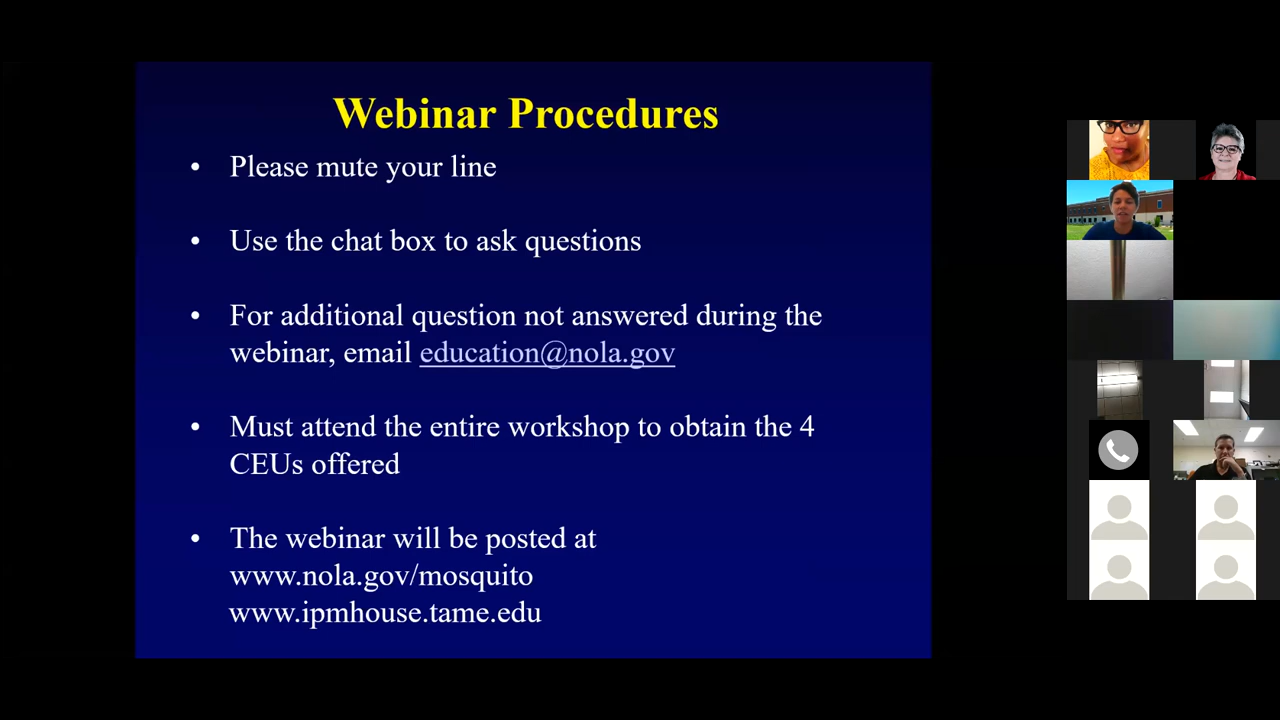 Webinar Procedures
• Please mute your line
• Use the chat box to ask questions
• For additional question not answered during the
webinar, email education@nola.gov
• Must attend the entire workshop to obtain the 4
CEUs offered
• The webinar will be posted at
www.nola.gov/mosquito
www.ipmhouse.tame.edu